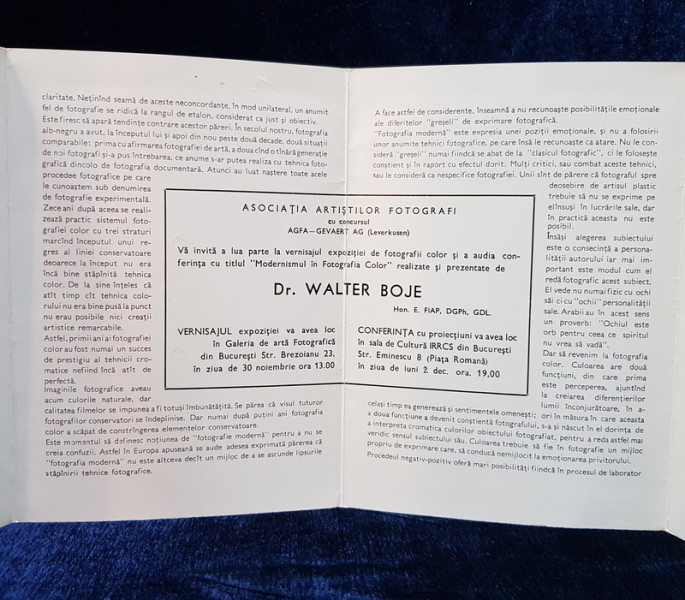 claritate. Neținînd seamă de aceste neconcordanțe, în mod unilateral, un anumit
fel de fotografie se ridică la rangul de etalon, considerat ca just și obiectiv.
Este firesc să apară tendințe contrare acestor păreri. În secolul nostru, fotografia
alb-negru a avut, la începutul lui și apoi din nou peste două decade, două situații
comparabile: prima cu afirmarea fotografiei de artă, a doua cînd o tînără generație
de noi fotografi și-a pus întrebarea, ce anume s-ar putea realiza cu tehnica foto-
grafică dincolo de fotografia documentară. Atunci au luat naștere toate acele
procedee fotografice pe care
le cunoaștem sub denumirea
de fotografie experimentală.
Zece ani după aceea se reali-
zează practic sistemul foto-
grafiei color cu trei straturi
marcînd începutul unui re-
gres al liniei conservatoare
deoarece la început nu era
încă bine stăpînită tehnica
color. De la sine înțeles că
atît timp cît tehnica colo-
rului nu era bine pusă la punct
nu erau posibile nici creații
artistice remarcabile.
Astfel, primii ani ai fotografiei
color au fost numai un succes
de prestigiu al tehnicii cro-
matice nefiind încă atît de
perfectă.
Imaginile fotografice aveau
acum culorile naturale, dar
calitatea filmelor se impunea a fi totuși îmbunătățită. Se părea că visul tuturor
fotografilor conservatori se îndeplinise. Dar numai după puțini ani fotografia
color a scăpat de constrîngerea elementelor conservatoare.
Este momentul să definesc noțiunea de "fotografie modernă" pentru a nu se
creia confuzii. Astfel în Europa apuseană se aude adesea exprimată părerea că
"fotografia modernă" nu este altceva decît un mijloc de a se ascunde lipsurile
stăpînirii tehnice fotografice.
ASOCIAȚIA ARTIȘTILOR FOTOGRAFI
cu concursul
AGFA-GEVAERT AG (Leverkusen)
Vă invită a lua parte la vernisajul expoziției de fotografii color și a audia con-
ferința cu titlul "Modernismul în Fotografia Color" realizate și prezentate de
Dr. WALTER BOJE
Hon. E. FIAP, DGPh, GDL.
VERNISAJUL expoziției va avea loc
în Galeria de artă Fotografică
din București Str. Brezoianu 23,
în ziua de 30 noiembrie ora 13.00
CONFERINȚA cu proiecțiuni va avea loc
în sala de Cultură IRRCS din București
Str. Eminescu 8 (Piața Romană)
în ziua de luni 2 dec. ora. 19,00
A face astfel de considerente, înseamnă a nu recunoaște posibilitățile emoționale
ale diferitelor "greșeli" de exprimare fotografică.
"Fotografia modernă" este expresia unei poziții emoționale, și nu a folosirii
unor anumite tehnici fotografice, pe care însă le recunoaște ca atare. Nu le con-
sideră "greșeli" numai fiindcă se abat de la "clasicul fotografic", ci le folosește
conștient și în raport cu efectul dorit. Mulți critici, sau combat aceste tehnici,
sau le consideră ca nespecifice fotografiei. Unii sînt de părere că fotograful spre
deosebire de artisul plastic
trebuie să nu se exprime pe
elînsuși în lucrările sale, dar
în practică aceasta nu este
posibil.
Însăși alegerea subiectului
este o consecință a persona-
lității autorului iar mai im-
portant este modul cum el
redă fotografic acest subiect.
El vede nu numai fizic cu ochi
săi ci cu "ochii" personalității
sale. Arabii au în acest sens
un proverb: "Ochiul este
orb pentru ceea ce spiritul
nu vrea să vadă".
Dar să revenim la fotografia
color. Culoarea are două
funcțiuni, din care prima
este perceperea, ajutînd
la creiarea diferențierilor
lumii înconjurătoare, în a-
celași timp ea generează și sentimentele omenești; ori în măsura în care aceasta
a doua funcțiune a devenit conștientă fotografului, s-a și născut în el dorința de
a interpreta cromatica culorilor obiectului fotografiat, pentru a reda astfel mai
veridic sensul subiectului său. Culoarea trebuie să fie în fotografie un mijloc
propriu de exprimare care, să conducă nemijlocit la emoționarea privitorului.
Procedeul negativ-pozitiv oferă mari posibilități fiindcă în procesul de laborator